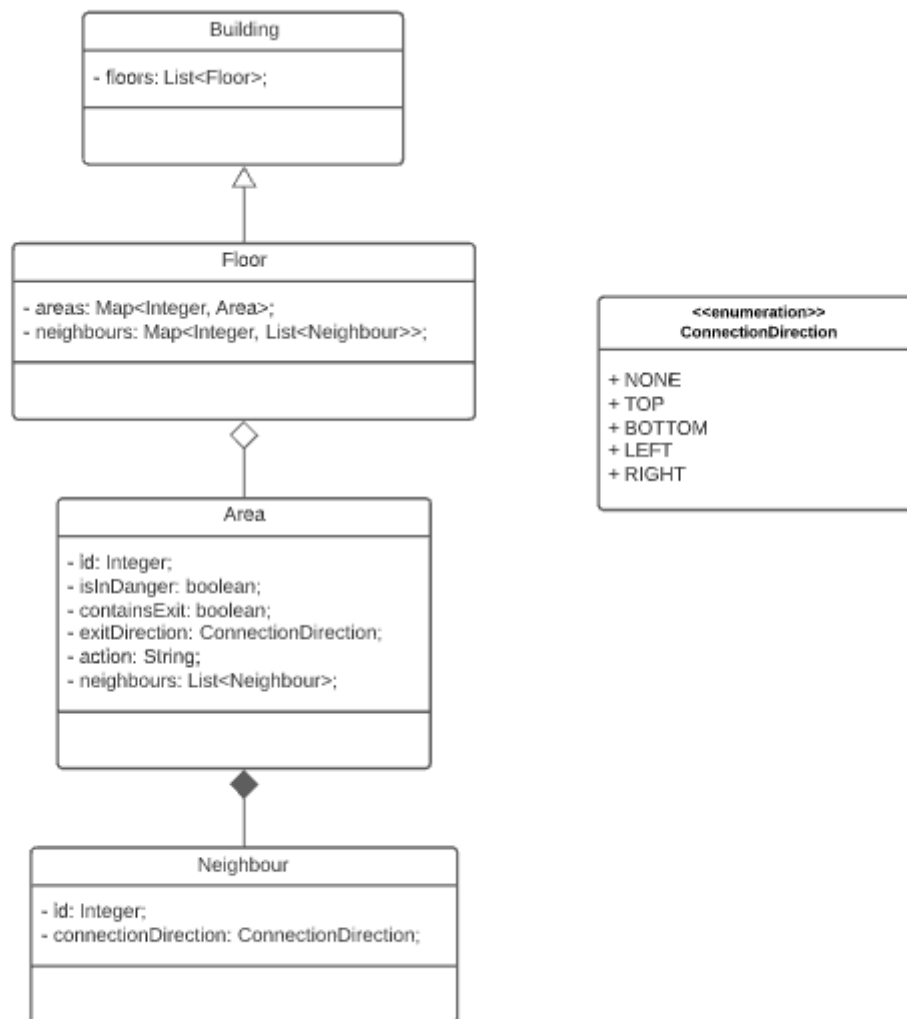 Building
- floors: List<Floor>;
Floor
- areas: Map<Integer, Area>;
- neighbours: Map<Integer, List<Neighbour>>;
<<enumeration>>
ConnectionDirection
+ NONE
+ TOP
+ BOTTOM
+ LEFT
+ RIGHT
Area
- id: Integer;
- isInDanger: boolean;
- containsExit: boolean;
- exitDirection: ConnectionDirection;
- action: String;
- neighbours: List<Neighbour>;
Neighbour
- id: Integer;
- connectionDirection: ConnectionDirection;